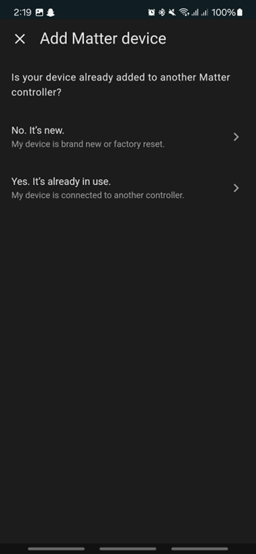 2:19
100%
Add Matter device
Is your device already added to another Matter
controller?
No. It's new.
My device is brand new or factory reset.
Yes. It's already in use.
My device is connected to another controller.